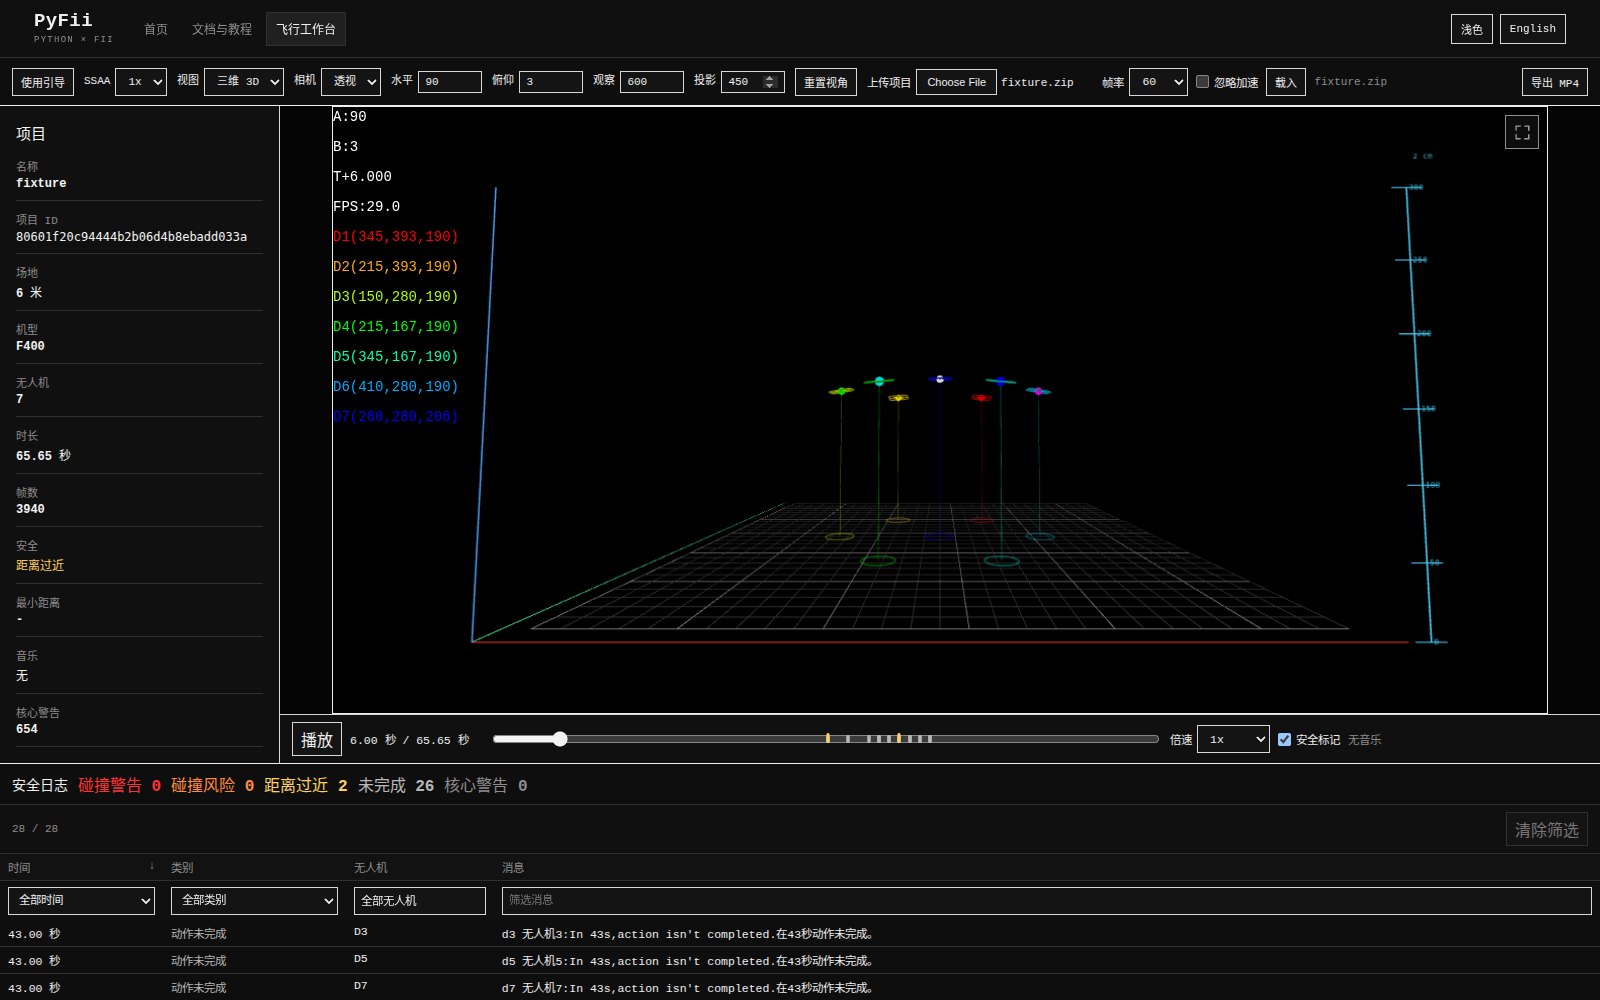 PyFii
PYTHON × FII
首页 文档与教程 飞行工作台
浅色 English
使用引导 SSAA 1x 视图 三维 3D 相机 透视 水平 90 俯仰 3 观察 600 投影 450 重置视角 上传项目 Choose File fixture.zip 帧率 60 忽略加速 载入 fixture.zip 导出 MP4
项目
名称
fixture
项目 ID
80601f20c94444b2b06d4b8ebadd033a
场地
6 米
机型
F400
无人机
7
时长
65.65 秒
帧数
3940
安全
距离过近
最小距离
-
音乐
无
核心警告
654
A:90
B:3
T+6.000
FPS:29.0
D1(345,393,190)
D2(215,393,190)
D3(150,280,190)
D4(215,167,190)
D5(345,167,190)
D6(410,280,190)
D7(280,280,206)
z cm
300
250
200
150
100
50
0
播放 6.00 秒 / 65.65 秒 倍速 1x 安全标记 无音乐
安全日志 碰撞警告 0 碰撞风险 0 距离过近 2 未完成 26 核心警告 0
28 / 28 清除筛选
时间 ↓ 类别 无人机 消息
全部时间 全部类别 全部无人机 筛选消息
43.00 秒 动作未完成 D3 d3 无人机3:In 43s,action isn't completed.在43秒动作未完成。
43.00 秒 动作未完成 D5 d5 无人机5:In 43s,action isn't completed.在43秒动作未完成。
43.00 秒 动作未完成 D7 d7 无人机7:In 43s,action isn't completed.在43秒动作未完成。